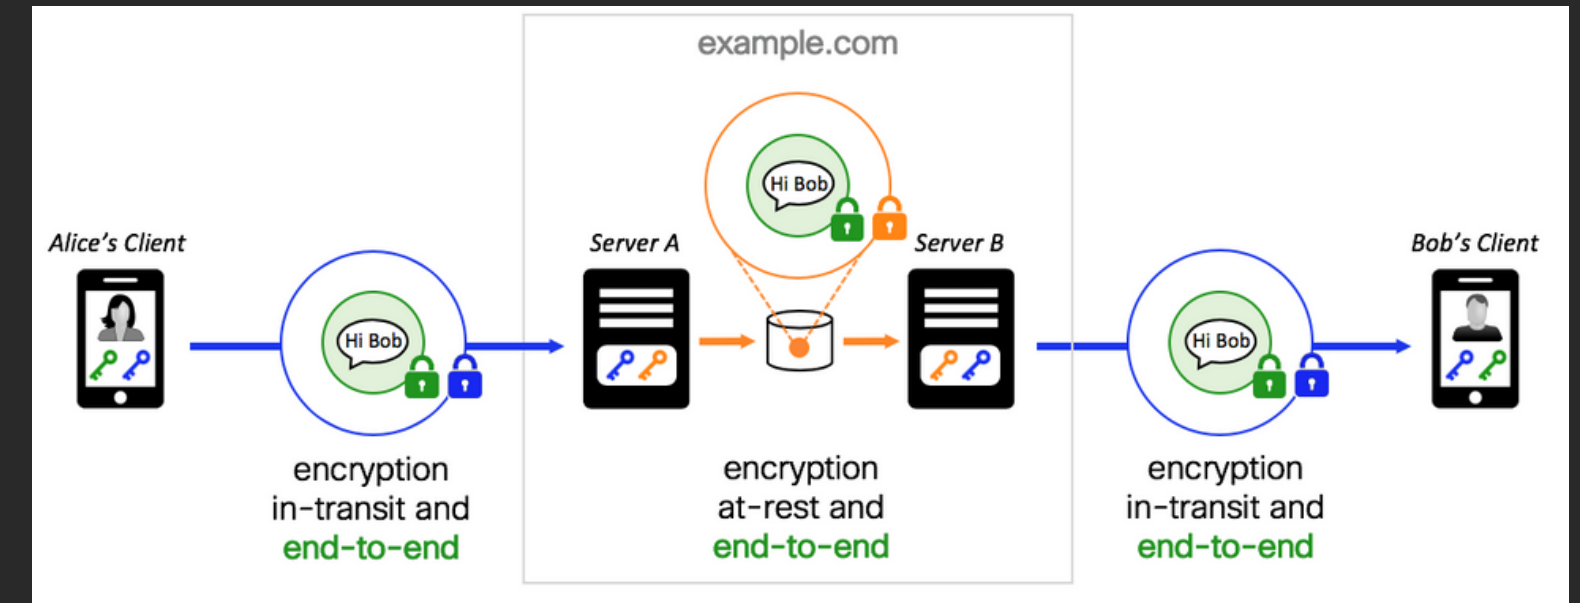 example.com
Hi Bob
Alice's Client
Server A
Server B
Bob's Client
Hi Bob
Hi Bob
encryption
in-transit and
end-to-end
encryption
at-rest and
end-to-end
encryption
in-transit and
end-to-end